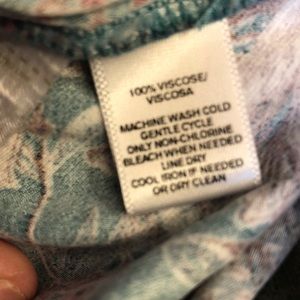 100% VISCOSE/
VISCOSA
MACHINE WASH COLD
GENTLE CYCLE
ONLY NON-CHLORINE
BLEACH WHEN NEEDED
LINE DRY
COOL IRON IF NEEDED
OR DRY CLEAN